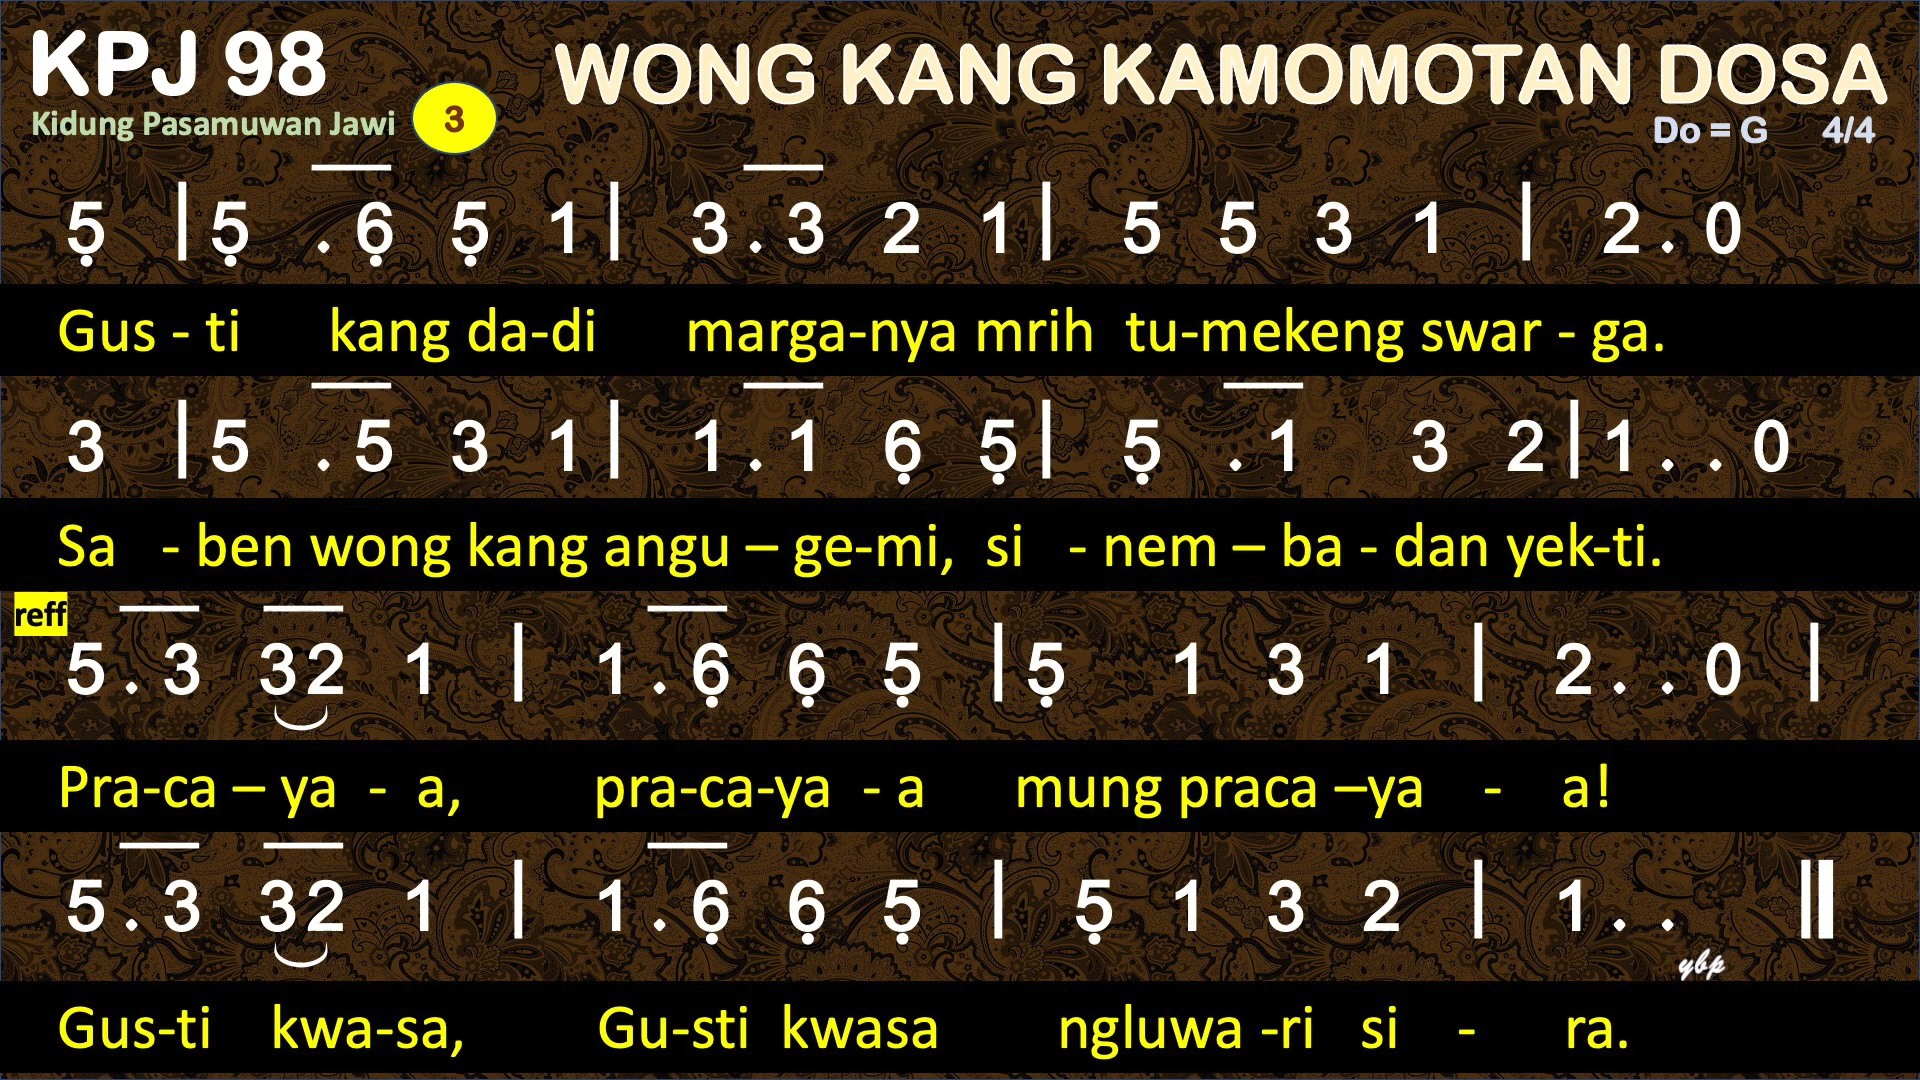 KPJ 98
WONG KANG KAMOMOTAN DOSA
Kidung Pasamuwan Jawi
3
Do = G 4/4
5̣ | 5̣ . 6̣ 5̣ 1 | 3 . 3 2 1 | 5 5 3 1 | 2 . 0
Gus - ti kang da-di marga-nya mrih tu-mekeng swar - ga.
3 | 5 . 5 3 1 | 1 . 1 6̣ 5̣ | 5̣ . 1 3 2 | 1 . . 0
Sa - ben wong kang angu – ge-mi, si - nem – ba - dan yek-ti.
reff
5 . 3 32 1 | 1 . 6̣ 6̣ 5̣ | 5̣ 1 3 1 | 2 . . 0 |
Pra-ca – ya - a, pra-ca-ya - a mung praca –ya - a!
5 . 3 32 1 | 1 . 6̣ 6̣ 5̣ | 5̣ 1 3 2 | 1 . . ||
ybp
Gus-ti kwa-sa, Gu-sti kwasa ngluwa -ri si - ra.